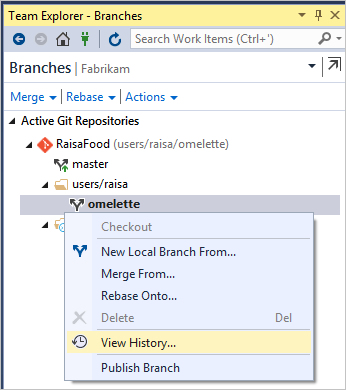 Team Explorer - Branches
Search Work Items (Ctrl+')
Branches | Fabrikam
Merge Rebase Actions
Active Git Repositories
RaisaFood (users/raisa/omelette)
master
users/raisa
omelette
Checkout
New Local Branch From...
Merge From...
Rebase Onto...
Delete Del
View History...
Publish Branch